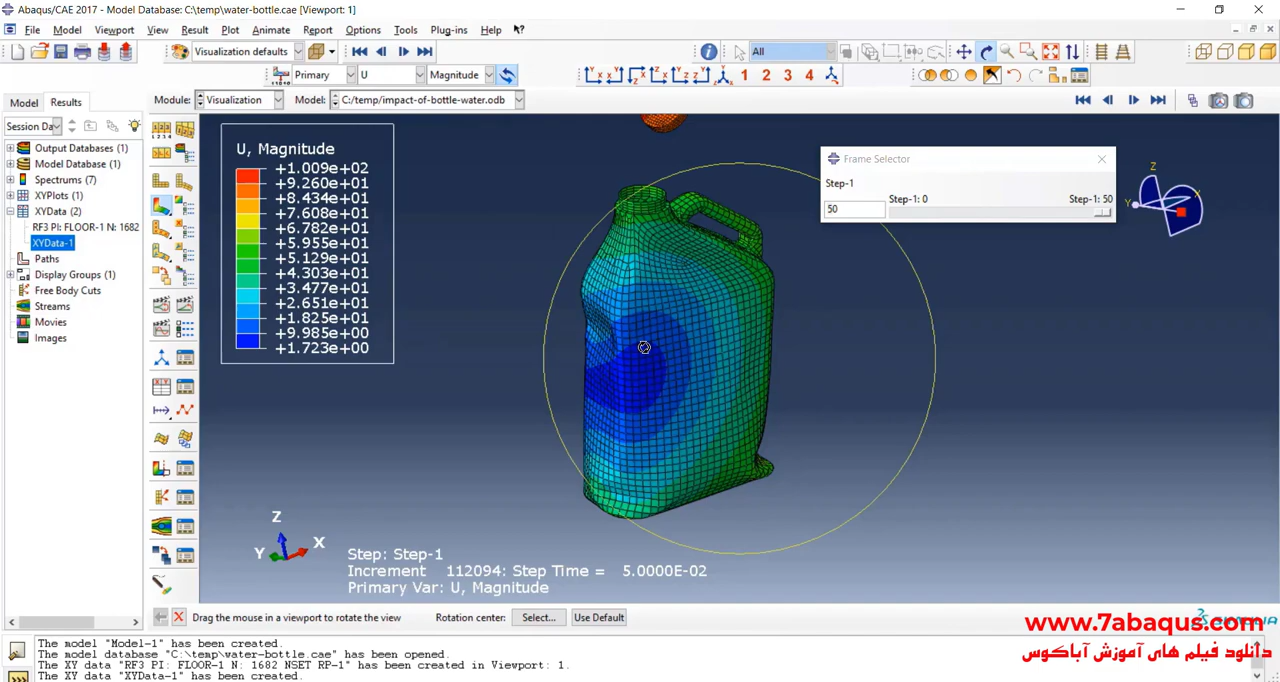 Abaqus/CAE 2017 - Model Database: C:\temp\water-bottle.cae [Viewport: 1]
File Model Viewport View Result Plot Animate Report Options Tools Plug-ins Help
Visualization defaults All
Primary U Magnitude 1 2 3 4
Model Results Module: Visualization Model: C:/temp/impact-of-bottle-water.odb
Session Da
Output Databases (1)
Model Database (1)
Spectrums (7)
XYPlots (1)
XYData (2)
RF3 PI: FLOOR-1 N: 1682
XYData-1
Paths
Display Groups (1)
Free Body Cuts
Streams
Movies
Images
U, Magnitude
+1.009e+02
+9.260e+01
+8.434e+01
+7.608e+01
+6.782e+01
+5.955e+01
+5.129e+01
+4.303e+01
+3.477e+01
+2.651e+01
+1.825e+01
+9.985e+00
+1.723e+00
Frame Selector
Step-1
50 Step-1: 0 Step-1: 50
Z
X
Y
Z
Y X
Step: Step-1
Increment 112094: Step Time = 5.0000E-02
Primary Var: U, Magnitude
Drag the mouse in a viewport to rotate the view Rotation center: Select... Use Default
The model "Model-1" has been created.
The model database "C:\temp\water-bottle.cae" has been opened.
The XY data "RF3 PI: FLOOR-1 N: 1682 NSET RP-1" has been created in Viewport: 1.
The XY data "XYData-1" has been created.
www.7abaqus.com
دانلود فیلم های آموزش آباکوس